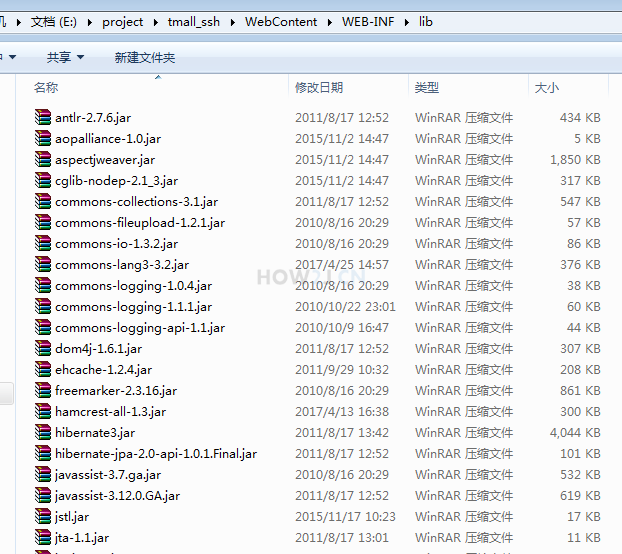 机 ▸ 文档 (E:) ▸ project ▸ tmall_ssh ▸ WebContent ▸ WEB-INF ▸ lib
共享 新建文件夹
名称 修改日期 类型 大小
antlr-2.7.6.jar 2011/8/17 12:52 WinRAR 压缩文件 434 KB
aopalliance-1.0.jar 2015/11/2 14:47 WinRAR 压缩文件 5 KB
aspectjweaver.jar 2015/11/2 14:47 WinRAR 压缩文件 1,850 KB
cglib-nodep-2.1_3.jar 2015/11/2 14:47 WinRAR 压缩文件 317 KB
commons-collections-3.1.jar 2011/8/17 12:52 WinRAR 压缩文件 547 KB
commons-fileupload-1.2.1.jar 2010/8/16 20:29 WinRAR 压缩文件 57 KB
commons-io-1.3.2.jar 2010/8/16 20:29 WinRAR 压缩文件 86 KB
commons-lang3-3.2.jar 2017/4/25 14:57 WinRAR 压缩文件 376 KB
HOW2J.CN
commons-logging-1.0.4.jar 2010/8/16 20:29 WinRAR 压缩文件 38 KB
commons-logging-1.1.1.jar 2010/10/22 23:01 WinRAR 压缩文件 60 KB
commons-logging-api-1.1.jar 2010/10/9 16:47 WinRAR 压缩文件 44 KB
dom4j-1.6.1.jar 2011/8/17 12:52 WinRAR 压缩文件 307 KB
ehcache-1.2.4.jar 2011/9/29 10:32 WinRAR 压缩文件 208 KB
freemarker-2.3.16.jar 2010/8/16 20:29 WinRAR 压缩文件 861 KB
hamcrest-all-1.3.jar 2017/4/13 16:38 WinRAR 压缩文件 300 KB
hibernate3.jar 2011/8/17 13:42 WinRAR 压缩文件 4,044 KB
hibernate-jpa-2.0-api-1.0.1.Final.jar 2011/8/17 12:52 WinRAR 压缩文件 101 KB
javassist-3.7.ga.jar 2010/8/16 20:29 WinRAR 压缩文件 532 KB
javassist-3.12.0.GA.jar 2011/8/17 12:52 WinRAR 压缩文件 619 KB
jstl.jar 2015/11/17 10:23 WinRAR 压缩文件 17 KB
jta-1.1.jar 2011/8/17 13:01 WinRAR 压缩文件 11 KB